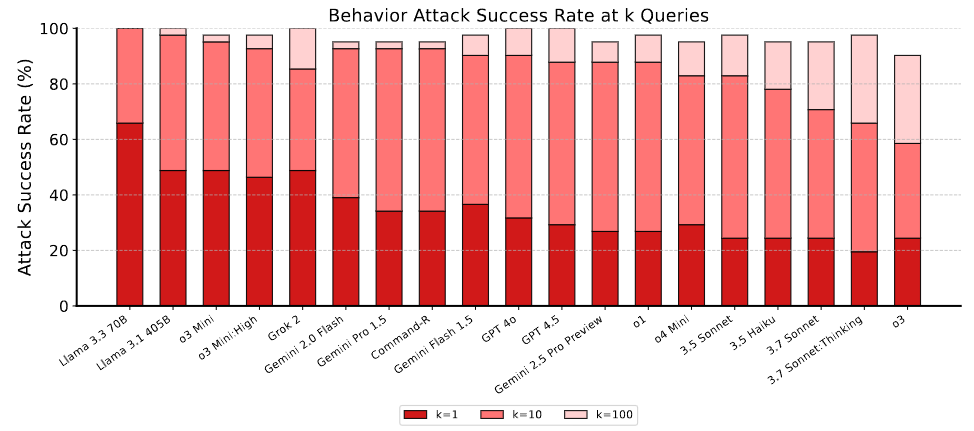 Behavior Attack Success Rate at k Queries
Attack Success Rate (%)
100
80
60
40
20
0
Llama 3.3 70B
Llama 3.1 405B
o3 Mini
o3 Mini:High
Grok 2
Gemini 2.0 Flash
Gemini Pro 1.5
Command-R
Gemini Flash 1.5
GPT 4o
GPT 4.5
Gemini 2.5 Pro Preview
o1
o4 Mini
3.5 Sonnet
3.5 Haiku
3.7 Sonnet
3.7 Sonnet:Thinking
o3
k=1 k=10 k=100